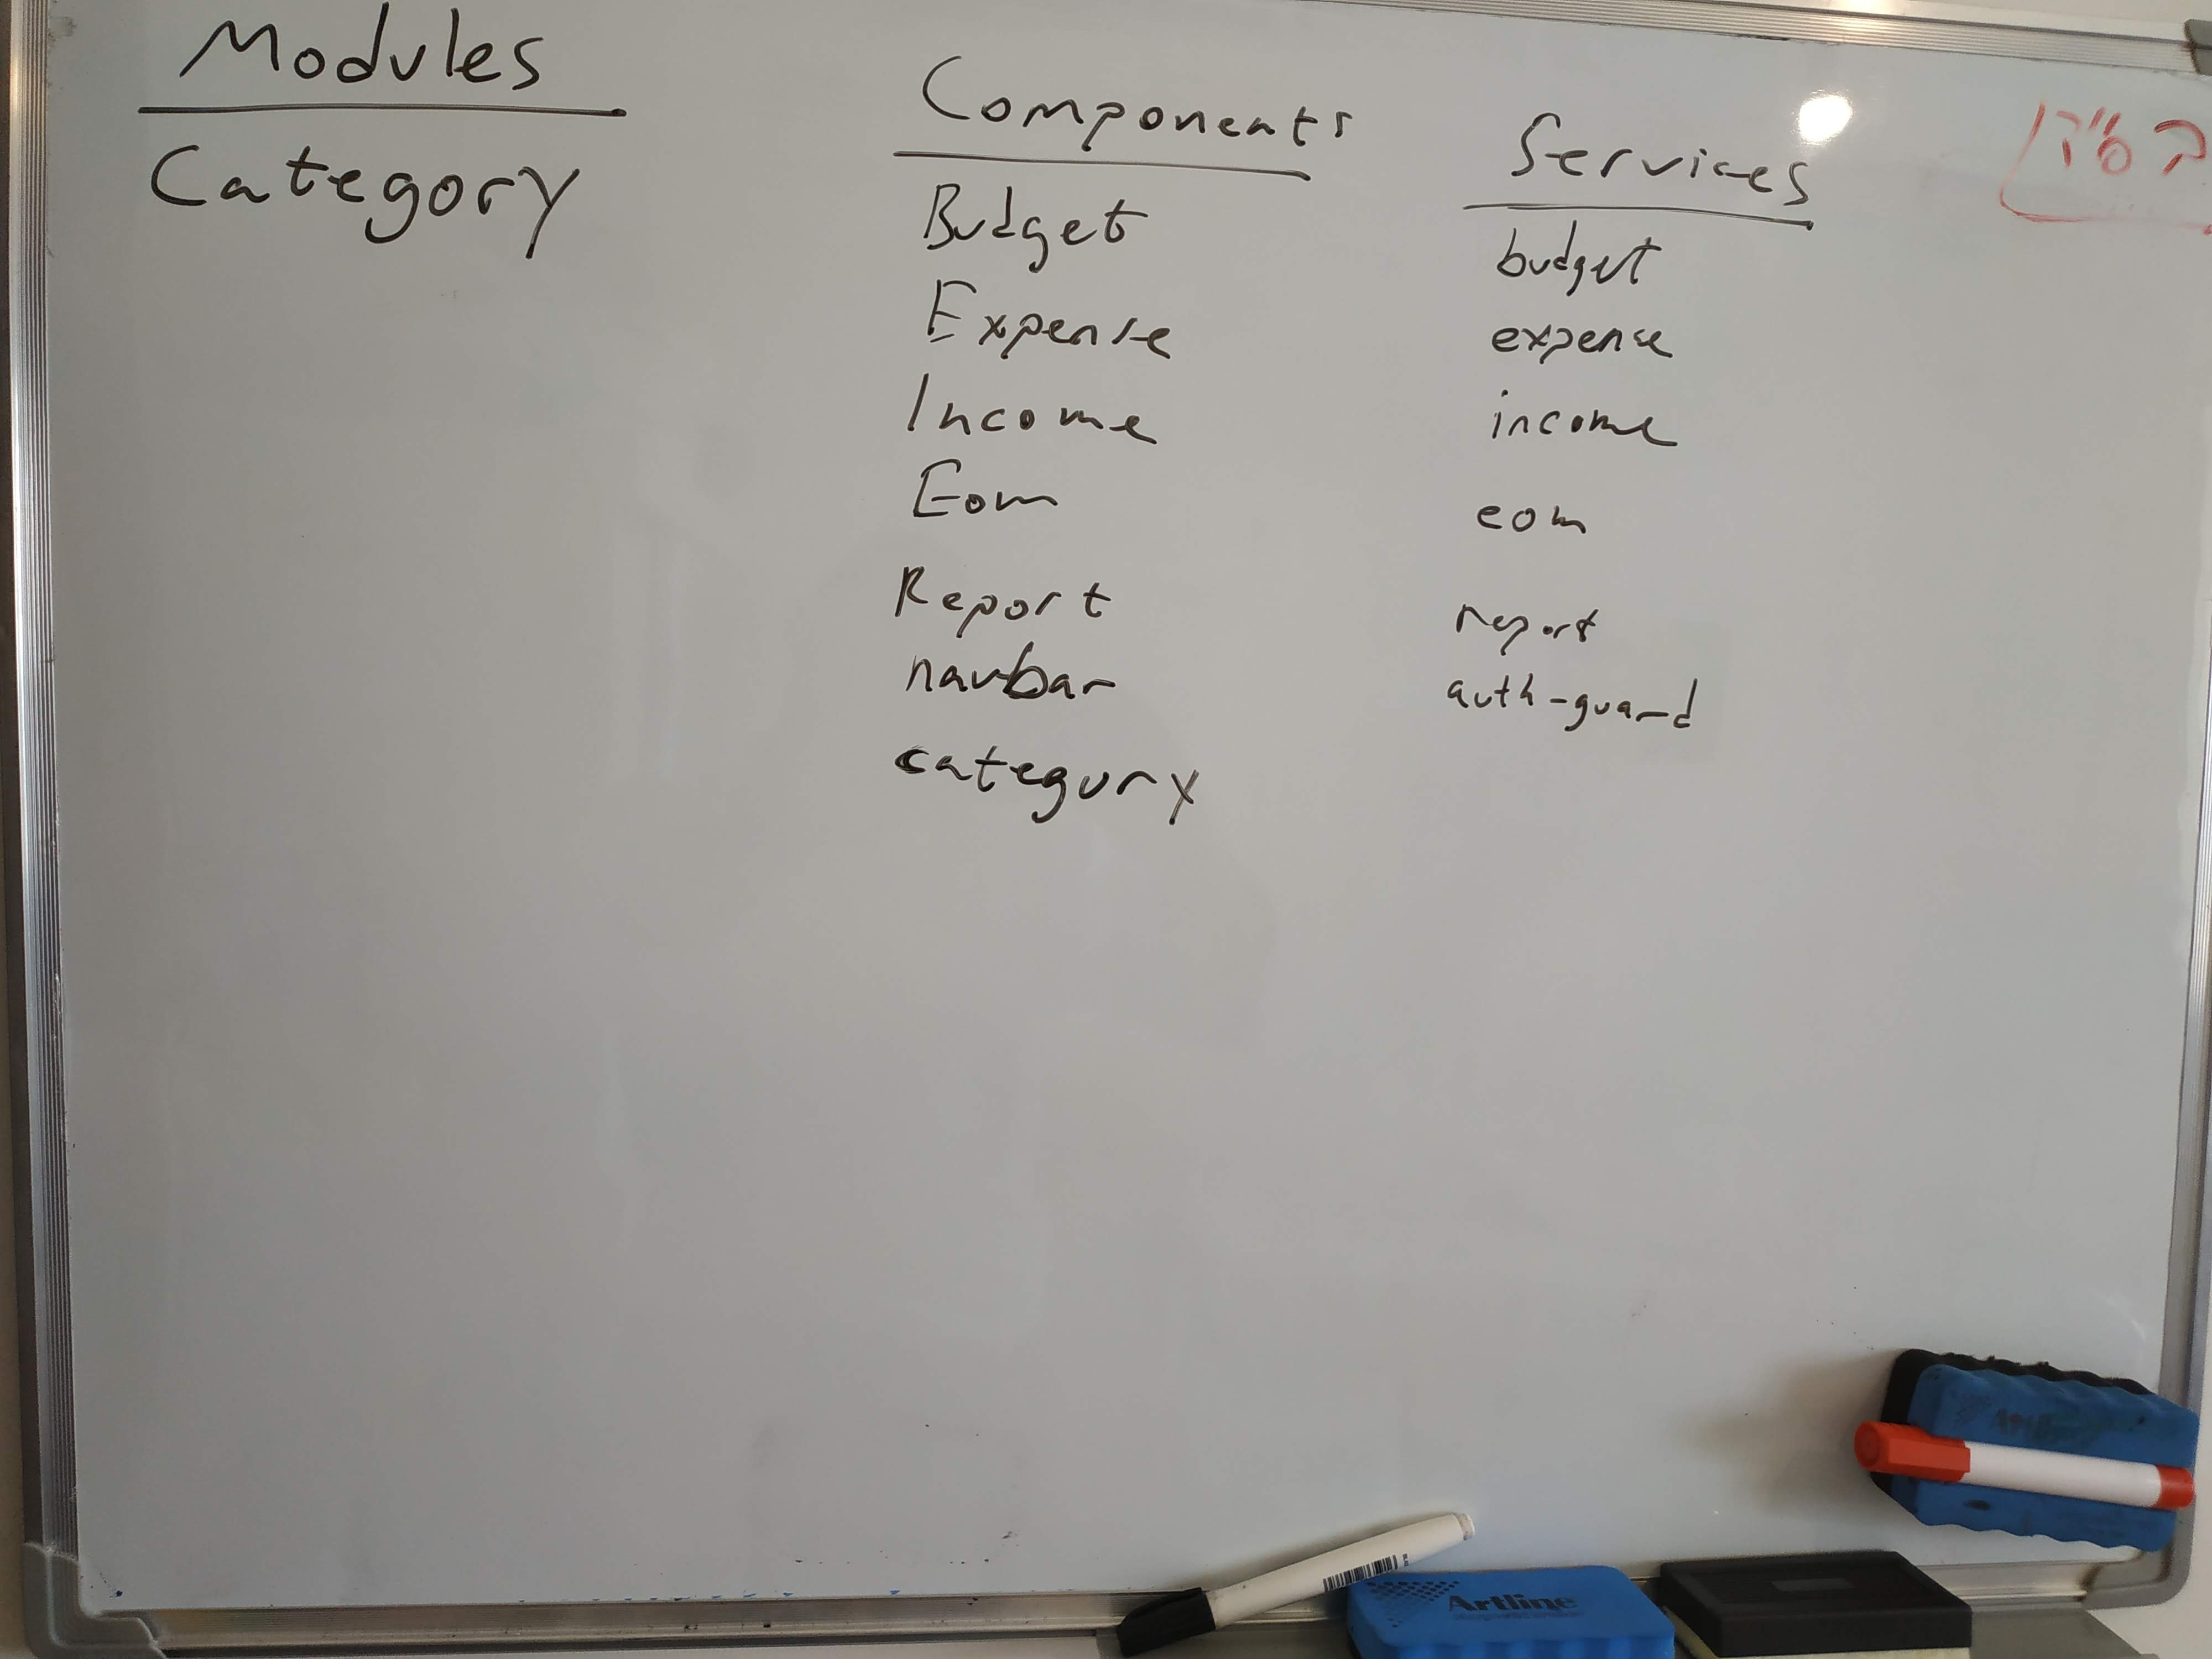 Modules
Category
Components
Budget
Expense
Income
Eom
Report
navbar
category
Services
budget
expense
income
eom
report
auth-guard
בס"ד
Artline